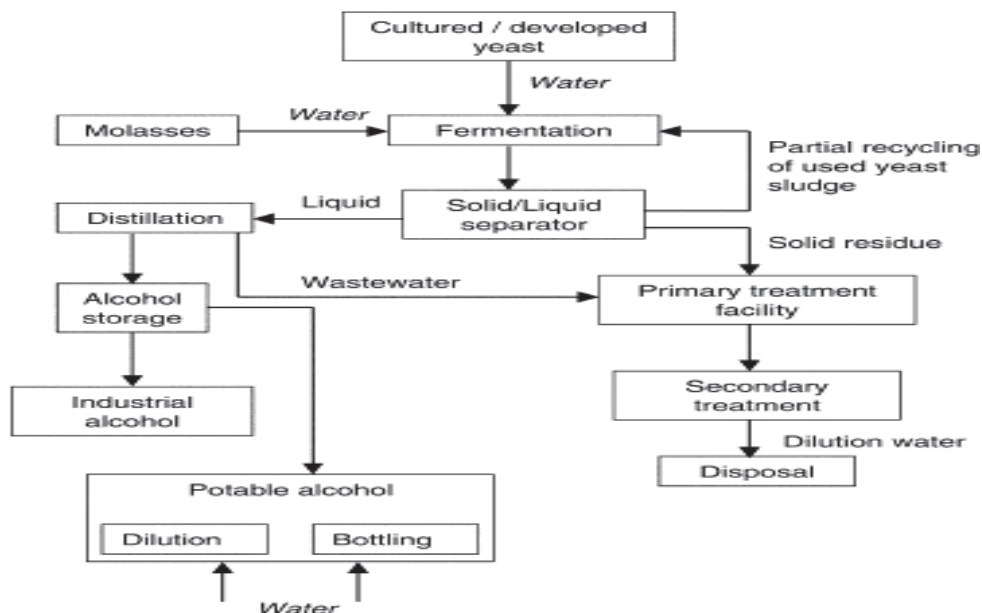 Cultured / developed
yeast
Water
Water
Molasses
Fermentation
Partial recycling
of used yeast
sludge
Liquid
Solid/Liquid
separator
Distillation
Solid residue
Wastewater
Primary treatment
facility
Alcohol
storage
Secondary
treatment
Industrial
alcohol
Dilution water
Disposal
Potable alcohol
Dilution
Bottling
Water